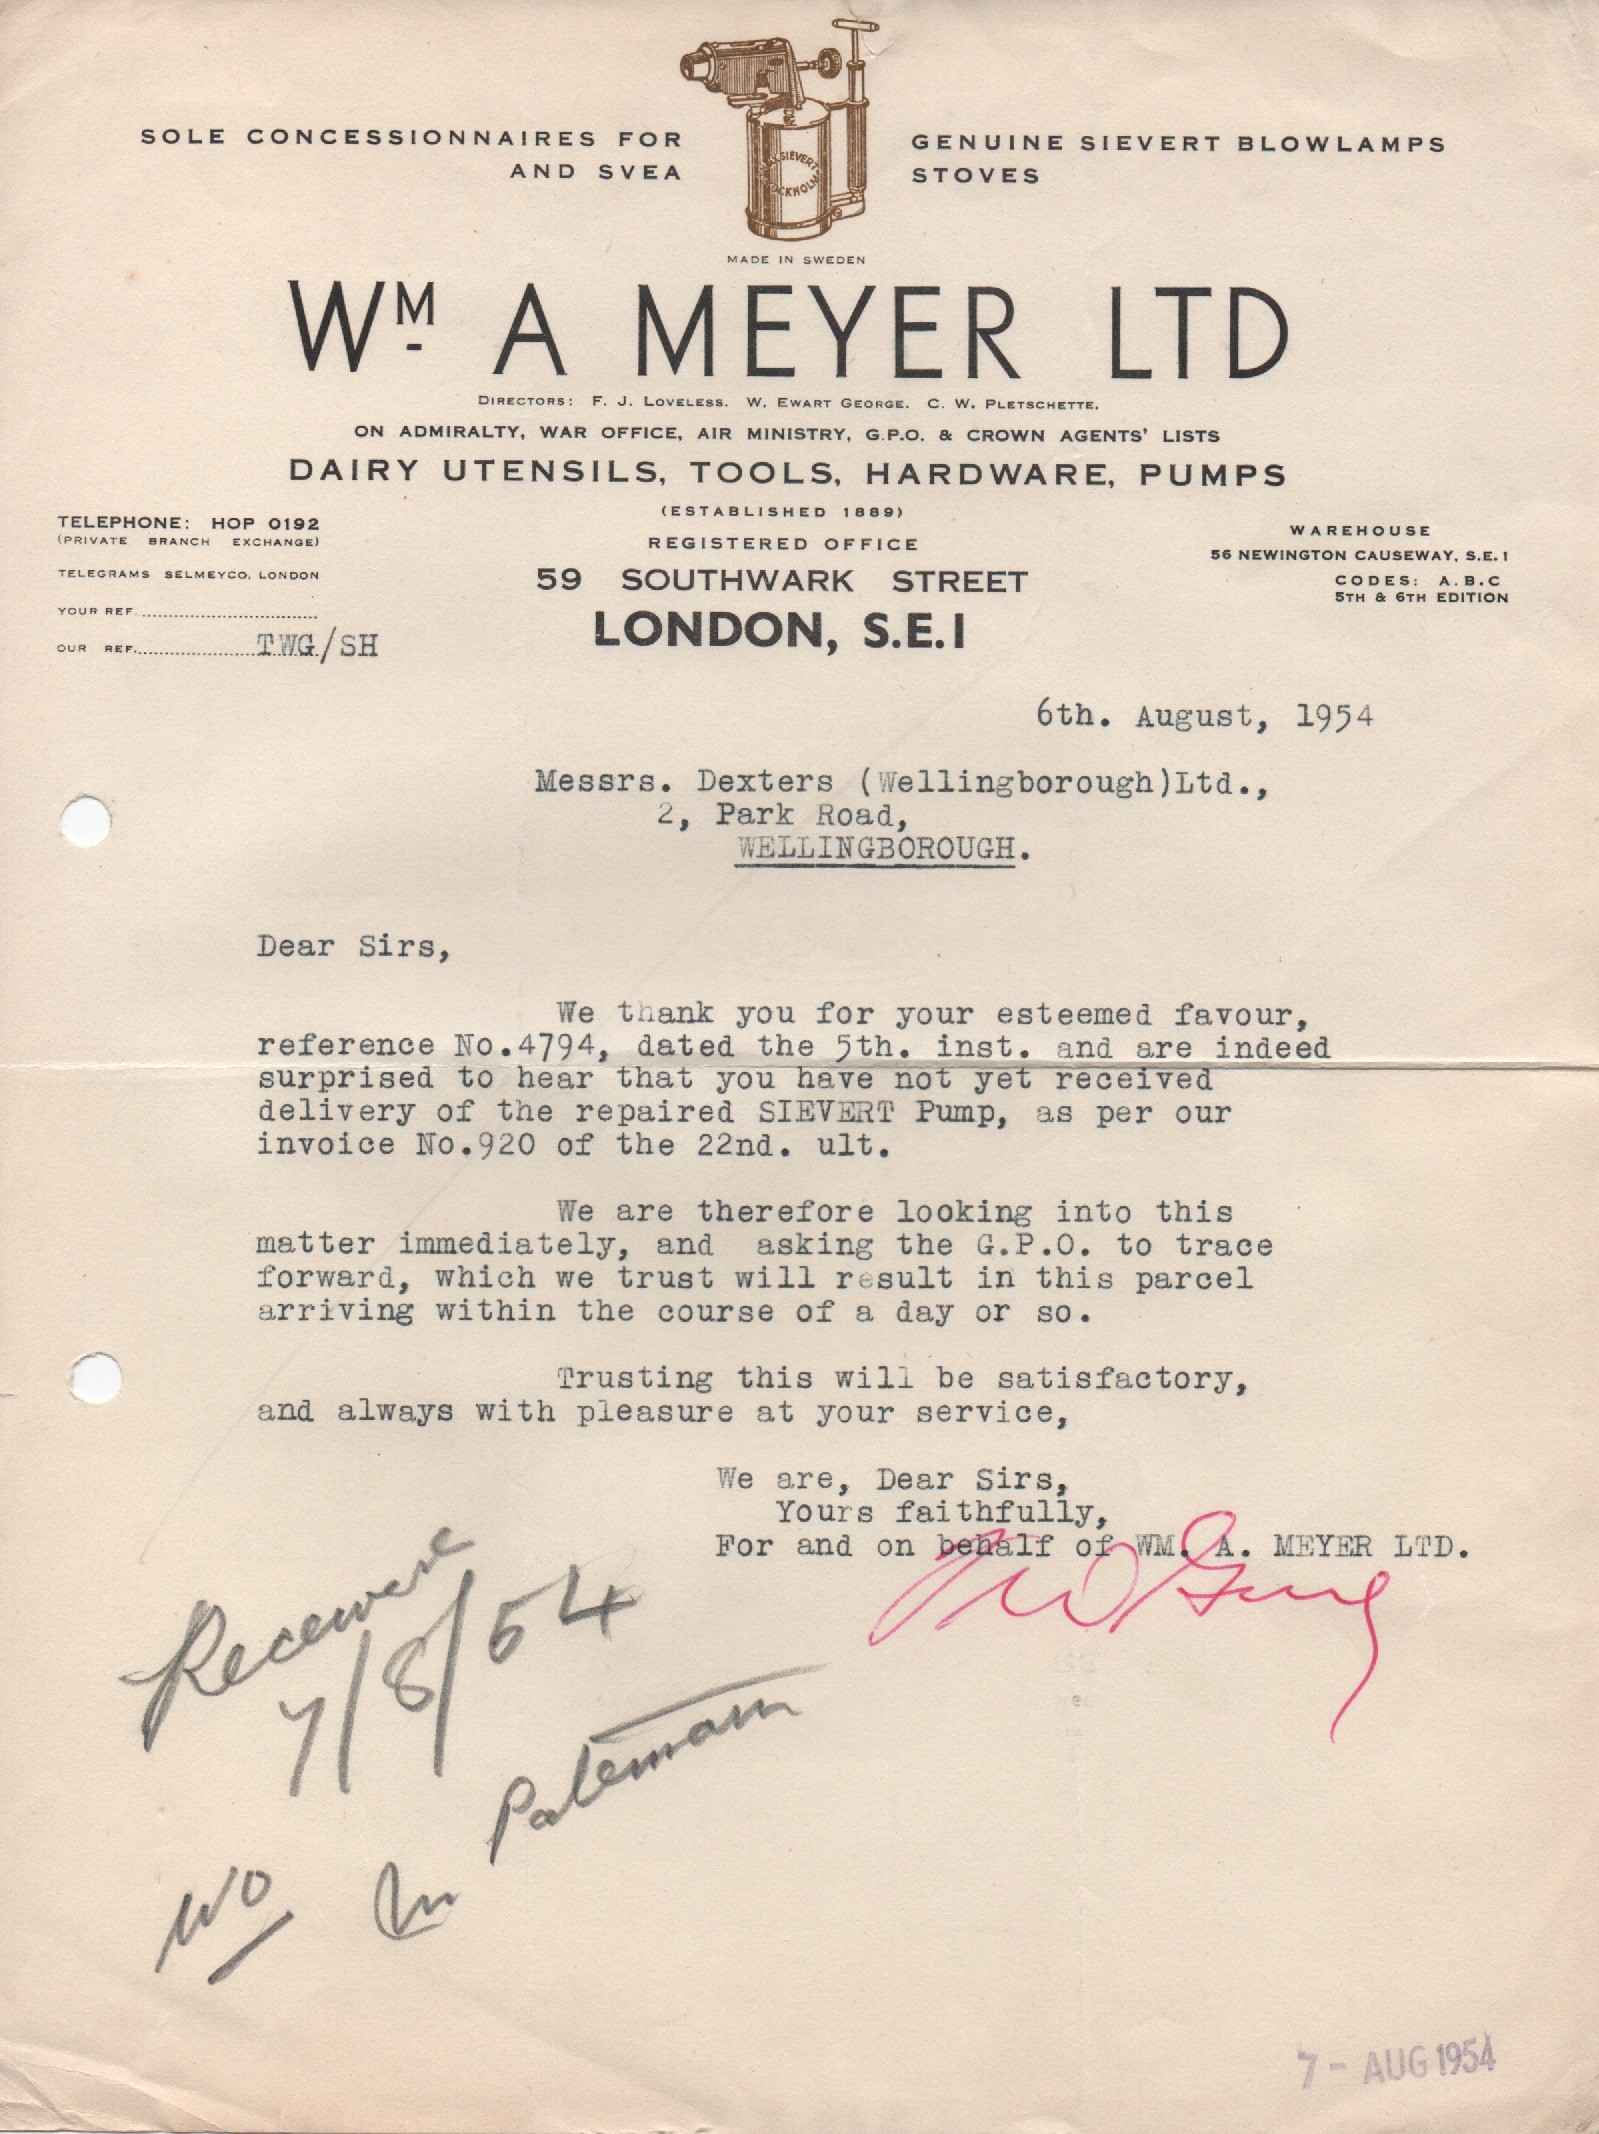 SOLE CONCESSIONNAIRES FOR GENUINE SIEVERT BLOWLAMPS
AND SVEA STOVES
SIEVERT
STOCKHOLM
MADE IN SWEDEN
WM A MEYER LTD
DIRECTORS: F. J. LOVELESS. W. EWART GEORGE. C. W. PLETSCHETTE.
ON ADMIRALTY, WAR OFFICE, AIR MINISTRY, G.P.O. & CROWN AGENTS' LISTS
DAIRY UTENSILS, TOOLS, HARDWARE, PUMPS
(ESTABLISHED 1889)
REGISTERED OFFICE
59 SOUTHWARK STREET
LONDON, S.E.1
TELEPHONE: HOP 0192
(PRIVATE BRANCH EXCHANGE)
TELEGRAMS SELMEYCO, LONDON
YOUR REF.
OUR REF. TWG/SH
WAREHOUSE
56 NEWINGTON CAUSEWAY, S.E.1
CODES: A.B.C
5TH & 6TH EDITION
6th. August, 1954
Messrs. Dexters (Wellingborough)Ltd.,
2, Park Road,
WELLINGBOROUGH.
Dear Sirs,
We thank you for your esteemed favour,
reference No.4794, dated the 5th. inst. and are indeed
surprised to hear that you have not yet received
delivery of the repaired SIEVERT Pump, as per our
invoice No.920 of the 22nd. ult.
We are therefore looking into this
matter immediately, and asking the G.P.O. to trace
forward, which we trust will result in this parcel
arriving within the course of a day or so.
Trusting this will be satisfactory,
and always with pleasure at your service,
We are, Dear Sirs,
Yours faithfully,
For and on behalf of WM. A. MEYER LTD.
7/8/54
7 - AUG 1954